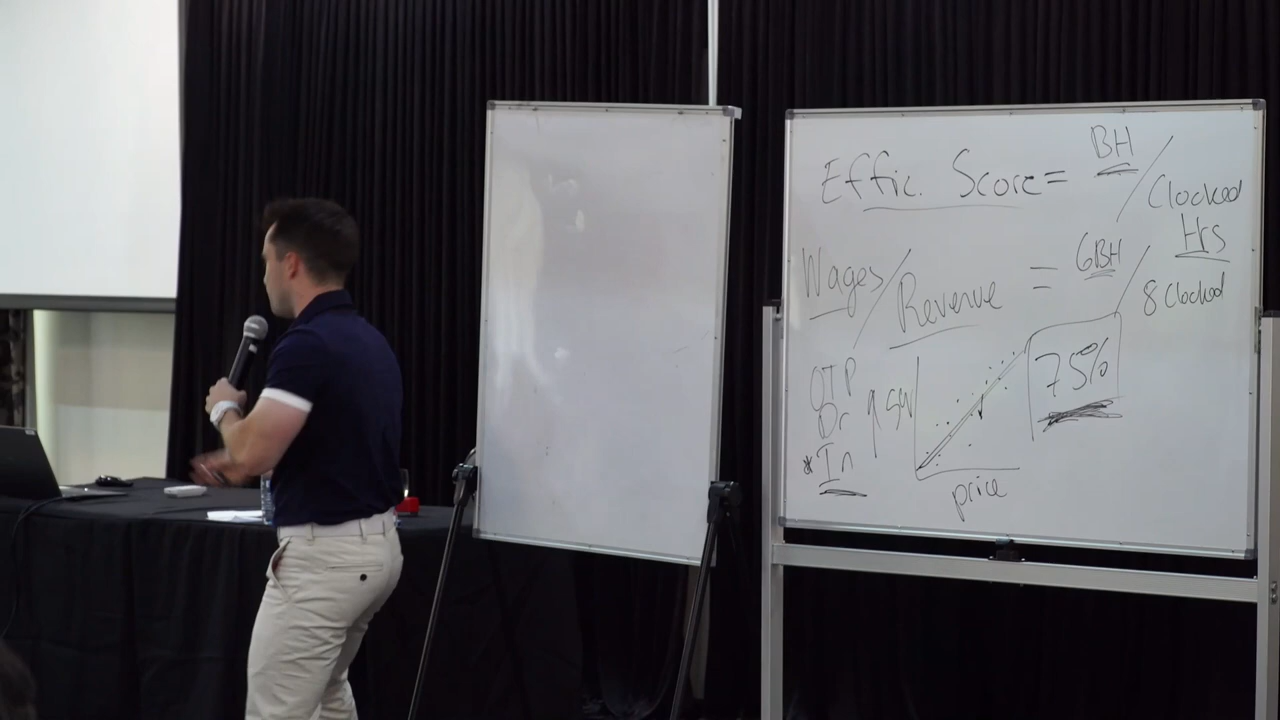 Effic. Score = BH / Clocked Hrs
Wages / Revenue = 6BH / 8 Clocked
75%
OTP
Dr
* In
price